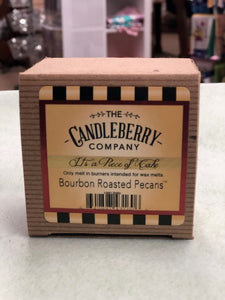 THE
CANDLEBERRY
COMPANY
It's a Piece of Cake
Only melt in burners intended for wax melts.
Bourbon Roasted Pecans™